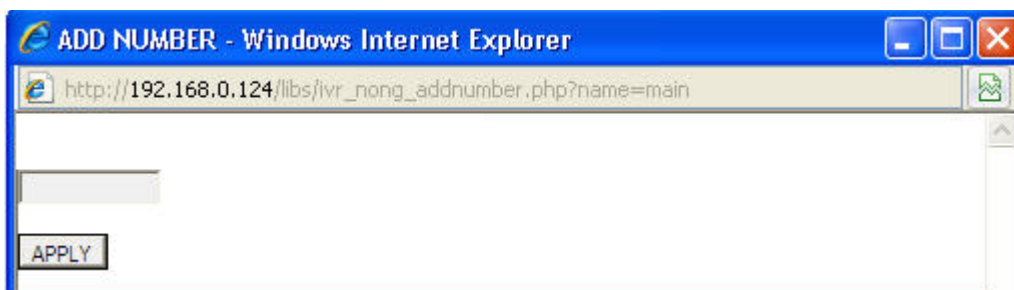 ADD NUMBER - Windows Internet Explorer
http://192.168.0.124/libs/ivr_nong_addnumber.php?name=main
APPLY